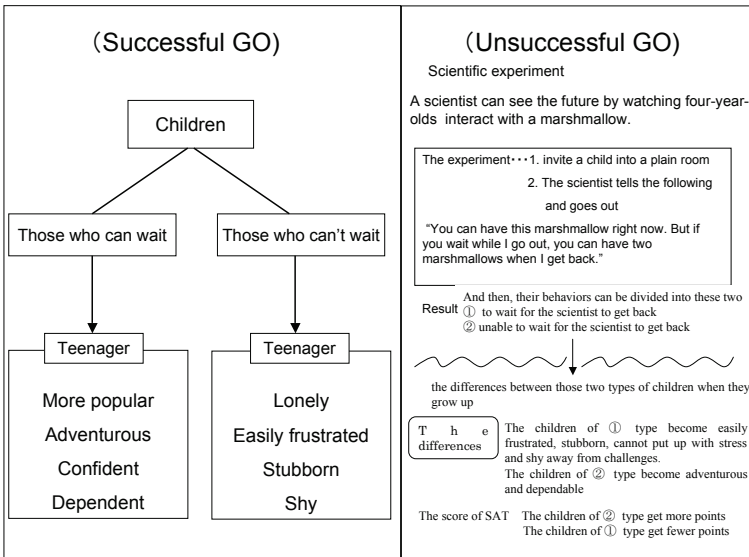 (Successful GO)
Children
Those who can wait
Those who can't wait
Teenager
More popular
Adventurous
Confident
Dependent
Teenager
Lonely
Easily frustrated
Stubborn
Shy
(Unsuccessful GO)
Scientific experiment
A scientist can see the future by watching four-year-
olds interact with a marshmallow.
The experiment･･･1. invite a child into a plain room
2. The scientist tells the following
and goes out
“You can have this marshmallow right now. But if
you wait while I go out, you can have two
marshmallows when I get back.”
Result
And then, their behaviors can be divided into these two
① to wait for the scientist to get back
② unable to wait for the scientist to get back
the differences between those two types of children when they
grow up
T h e
differences
The children of ① type become easily
frustrated, stubborn, cannot put up with stress
and shy away from challenges.
The children of ② type become adventurous
and dependable
The score of SAT The children of ② type get more points
The children of ① type get fewer points